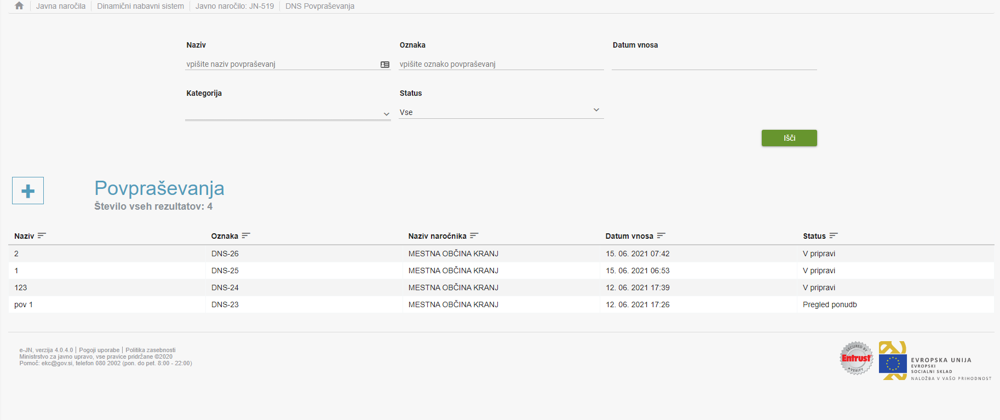 Javna naročila Dinamični nabavni sistem Javno naročilo: JN-519 DNS Povpraševanja
Naziv Oznaka Datum vnosa
vpišite naziv povpraševanj vpišite oznako povpraševanj
Kategorija Status
Vse
Išči
Povpraševanja
Število vseh rezultatov: 4
Naziv Oznaka Naziv naročnika Datum vnosa Status
2 DNS-26 MESTNA OBČINA KRANJ 15. 06. 2021 07:42 V pripravi
1 DNS-25 MESTNA OBČINA KRANJ 15. 06. 2021 06:53 V pripravi
123 DNS-24 MESTNA OBČINA KRANJ 12. 06. 2021 17:39 V pripravi
pov 1 DNS-23 MESTNA OBČINA KRANJ 12. 06. 2021 17:26 Pregled ponudb
e-JN, verzija 4.0.4.0 | Pogoji uporabe | Politika zasebnosti
Ministrstvo za javno upravo, vse pravice pridržane ©2020
Pomoč: ekc@gov.si, telefon 080 2002 (pon. do pet. 8:00 - 22:00)
SECURED BY
Entrust
VERIFY
EVROPSKA UNIJA
EVROPSKI
SOCIALNI SKLAD
NALOŽBA V VAŠO PRIHODNOST